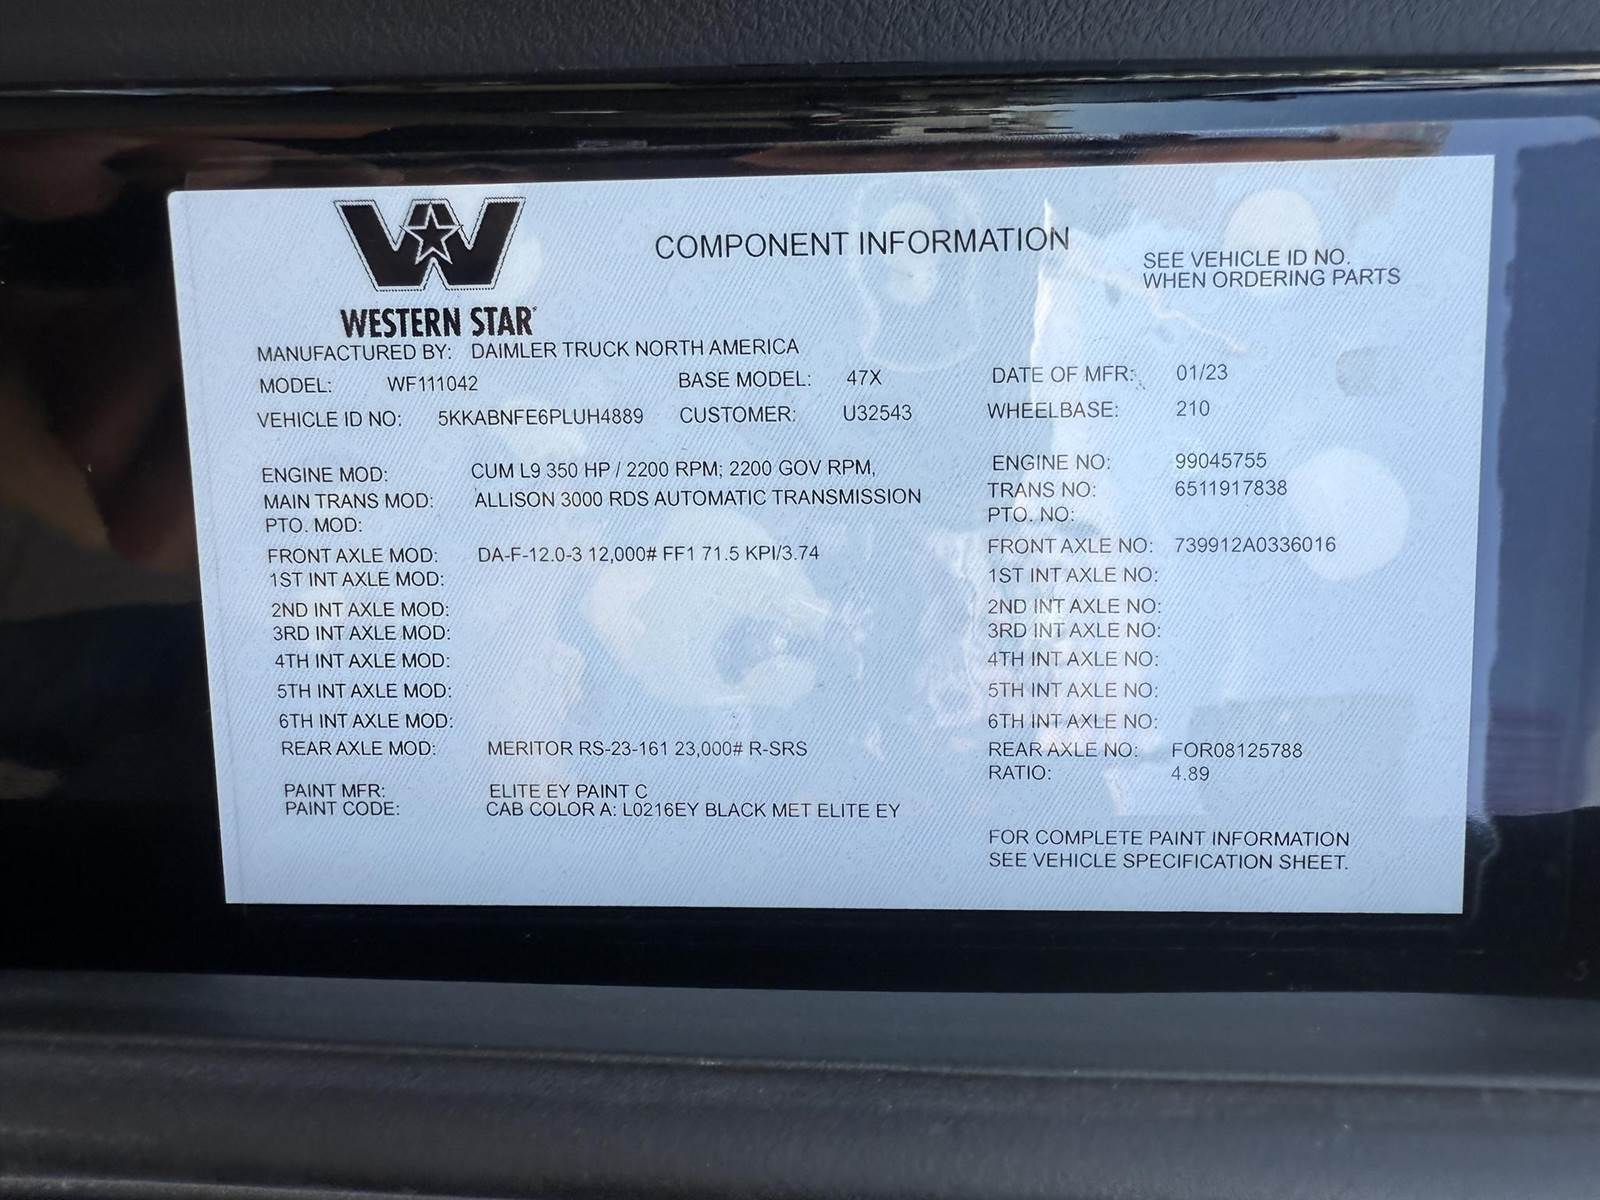 WESTERN STAR
COMPONENT INFORMATION
SEE VEHICLE ID NO.
WHEN ORDERING PARTS
MANUFACTURED BY: DAIMLER TRUCK NORTH AMERICA
MODEL: WF111042 BASE MODEL: 47X DATE OF MFR: 01/23
VEHICLE ID NO: 5KKABNFE6PLUH4889 CUSTOMER: U32543 WHEELBASE: 210
ENGINE MOD: CUM L9 350 HP / 2200 RPM; 2200 GOV RPM, ENGINE NO: 99045755
MAIN TRANS MOD: ALLISON 3000 RDS AUTOMATIC TRANSMISSION TRANS NO: 6511917838
PTO. MOD: PTO. NO:
FRONT AXLE MOD: DA-F-12.0-3 12,000# FF1 71.5 KPI/3.74 FRONT AXLE NO: 739912A0336016
1ST INT AXLE MOD: 1ST INT AXLE NO:
2ND INT AXLE MOD: 2ND INT AXLE NO:
3RD INT AXLE MOD: 3RD INT AXLE NO:
4TH INT AXLE MOD: 4TH INT AXLE NO:
5TH INT AXLE MOD: 5TH INT AXLE NO:
6TH INT AXLE MOD: 6TH INT AXLE NO:
REAR AXLE MOD: MERITOR RS-23-161 23,000# R-SRS REAR AXLE NO: FOR08125788
RATIO: 4.89
PAINT MFR: ELITE EY PAINT C
PAINT CODE: CAB COLOR A: L0216EY BLACK MET ELITE EY
FOR COMPLETE PAINT INFORMATION
SEE VEHICLE SPECIFICATION SHEET.